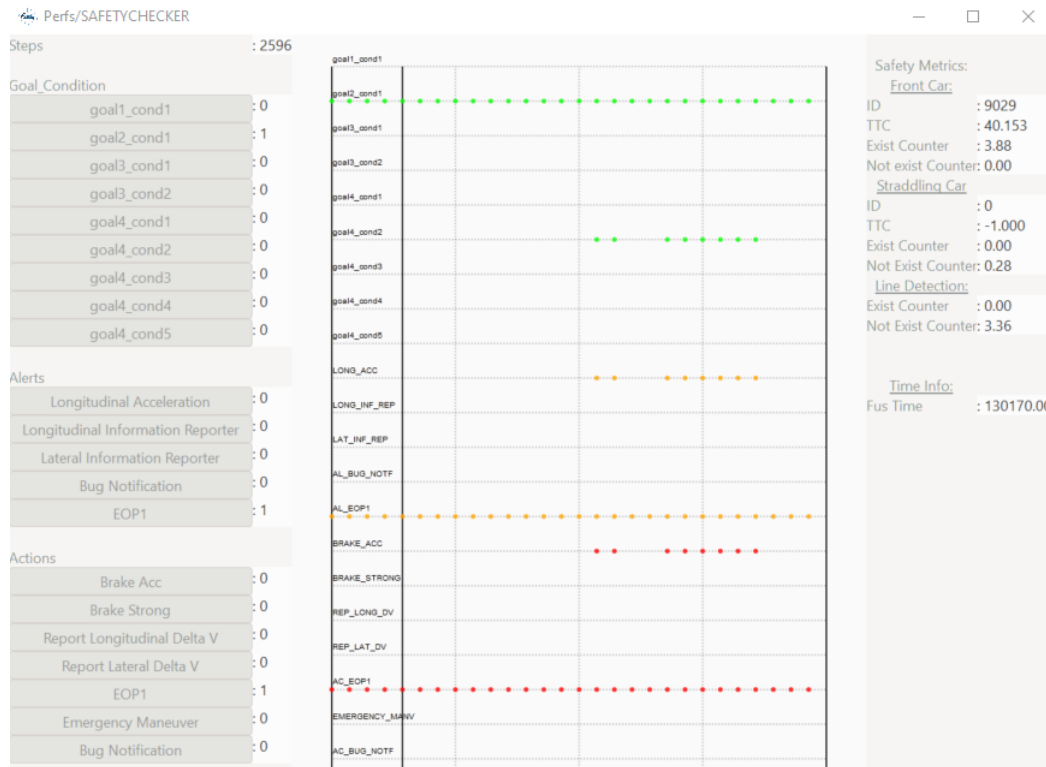 Perfs/SAFETYCHECKER
Steps : 2596
Goal_Condition
goal1_cond1 : 0
goal2_cond1 : 1
goal3_cond1 : 0
goal3_cond2 : 0
goal4_cond1 : 0
goal4_cond2 : 0
goal4_cond3 : 0
goal4_cond4 : 0
goal4_cond5 : 0
Alerts
Longitudinal Acceleration : 0
Longitudinal Information Reporter : 0
Lateral Information Reporter : 0
Bug Notification : 0
EOP1 : 1
Actions
Brake Acc : 0
Brake Strong : 0
Report Longitudinal Delta V : 0
Report Lateral Delta V : 0
EOP1 : 1
Emergency Maneuver : 0
Bug Notification : 0
goal1_cond1
goal2_cond1
goal3_cond1
goal3_cond2
goal4_cond1
goal4_cond2
goal4_cond3
goal4_cond4
goal4_cond5
LONG_ACC
LONG_INF_REP
LAT_INF_REP
AL_BUG_NOTF
AL_EOP1
BRAKE_ACC
BRAKE_STRONG
REP_LONG_DV
REP_LAT_DV
AC_EOP1
EMERGENCY_MANV
AC_BUG_NOTF
Safety Metrics:
Front Car:
ID : 9029
TTC : 40.153
Exist Counter : 3.88
Not exist Counter: 0.00
Straddling Car
ID : 0
TTC : -1.000
Exist Counter : 0.00
Not Exist Counter: 0.28
Line Detection:
Exist Counter : 0.00
Not Exist Counter: 3.36
Time Info:
Fus Time : 130170.00